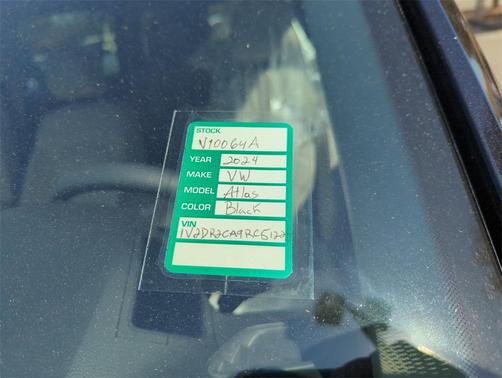 STOCK
V10064A
YEAR 2024
MAKE VW
MODEL Atlas
COLOR Black
VIN